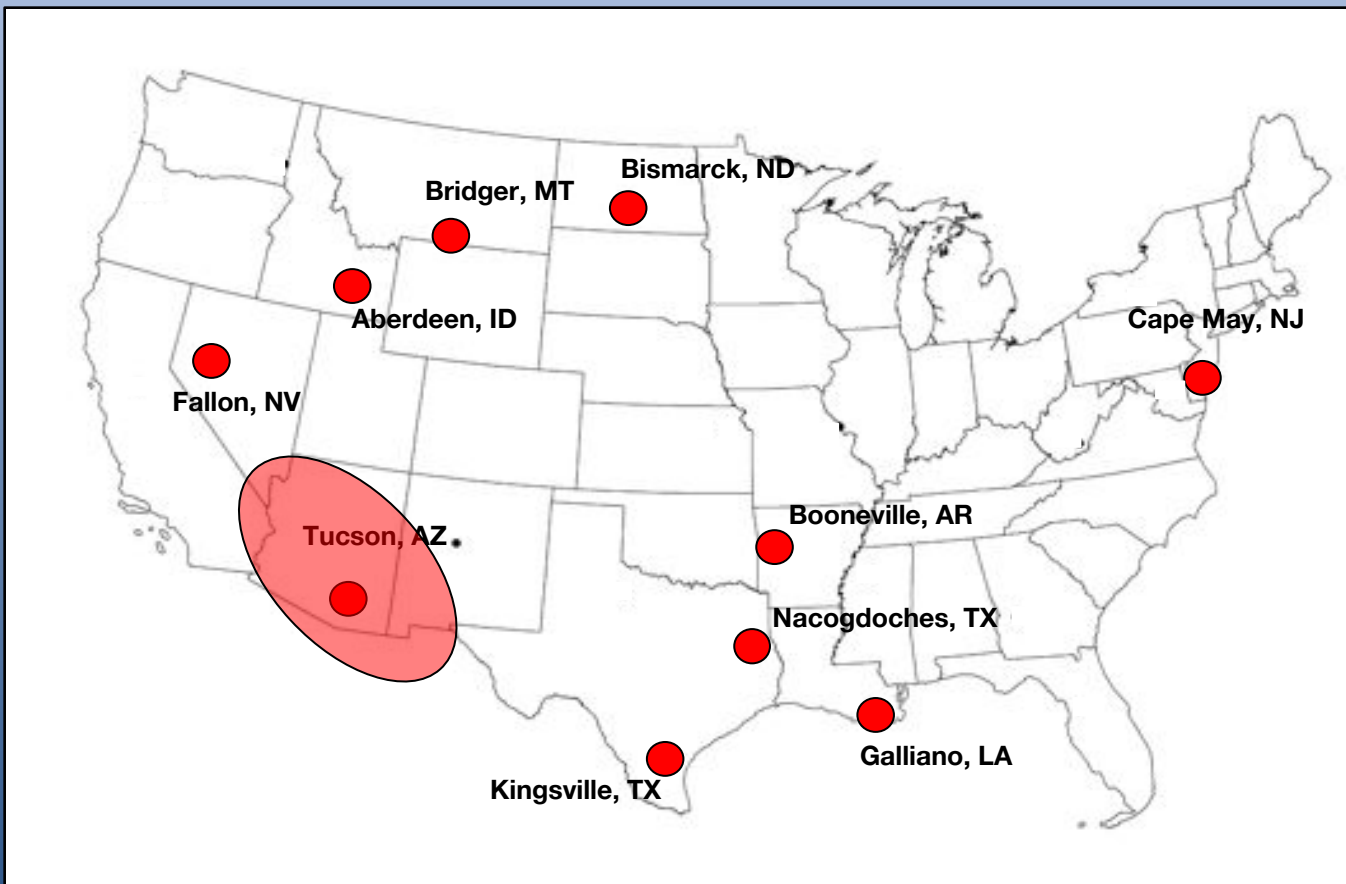 Bismarck, ND
Bridger, MT
Aberdeen, ID
Cape May, NJ
Fallon, NV
Booneville, AR
Tucson, AZ
Nacogdoches, TX
Galliano, LA
Kingsville, TX